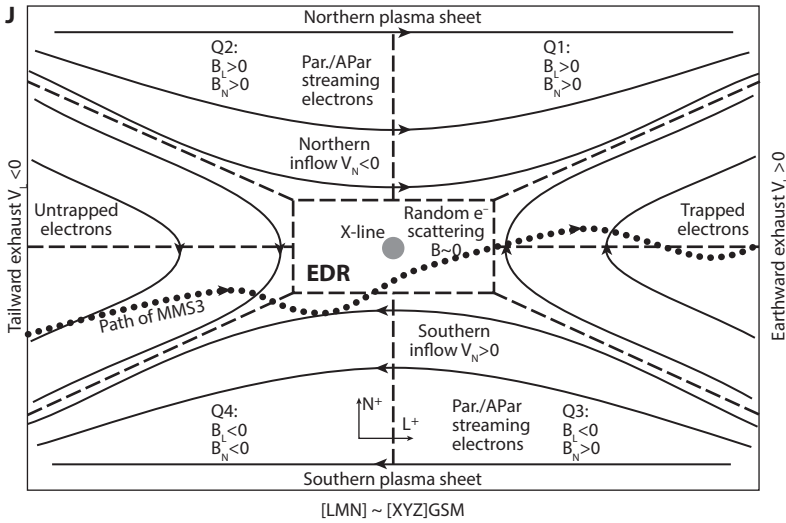 J
Northern plasma sheet
Q2:
B_L>0
B_N>0
Par./APar
streaming
electrons
Q1:
B_L>0
B_N>0
Northern
inflow V_N<0
Tailward exhaust V_L<0
Untrapped
electrons
X-line
Random e⁻
scattering
B~0
EDR
Trapped
electrons
Earthward exhaust V_L>0
Path of MMS3
Southern
inflow V_N>0
Q4:
B_L<0
B_N<0
N⁺
L⁺
Par./APar
streaming
electrons
Q3:
B_L<0
B_N>0
Southern plasma sheet
[LMN] ~ [XYZ]GSM